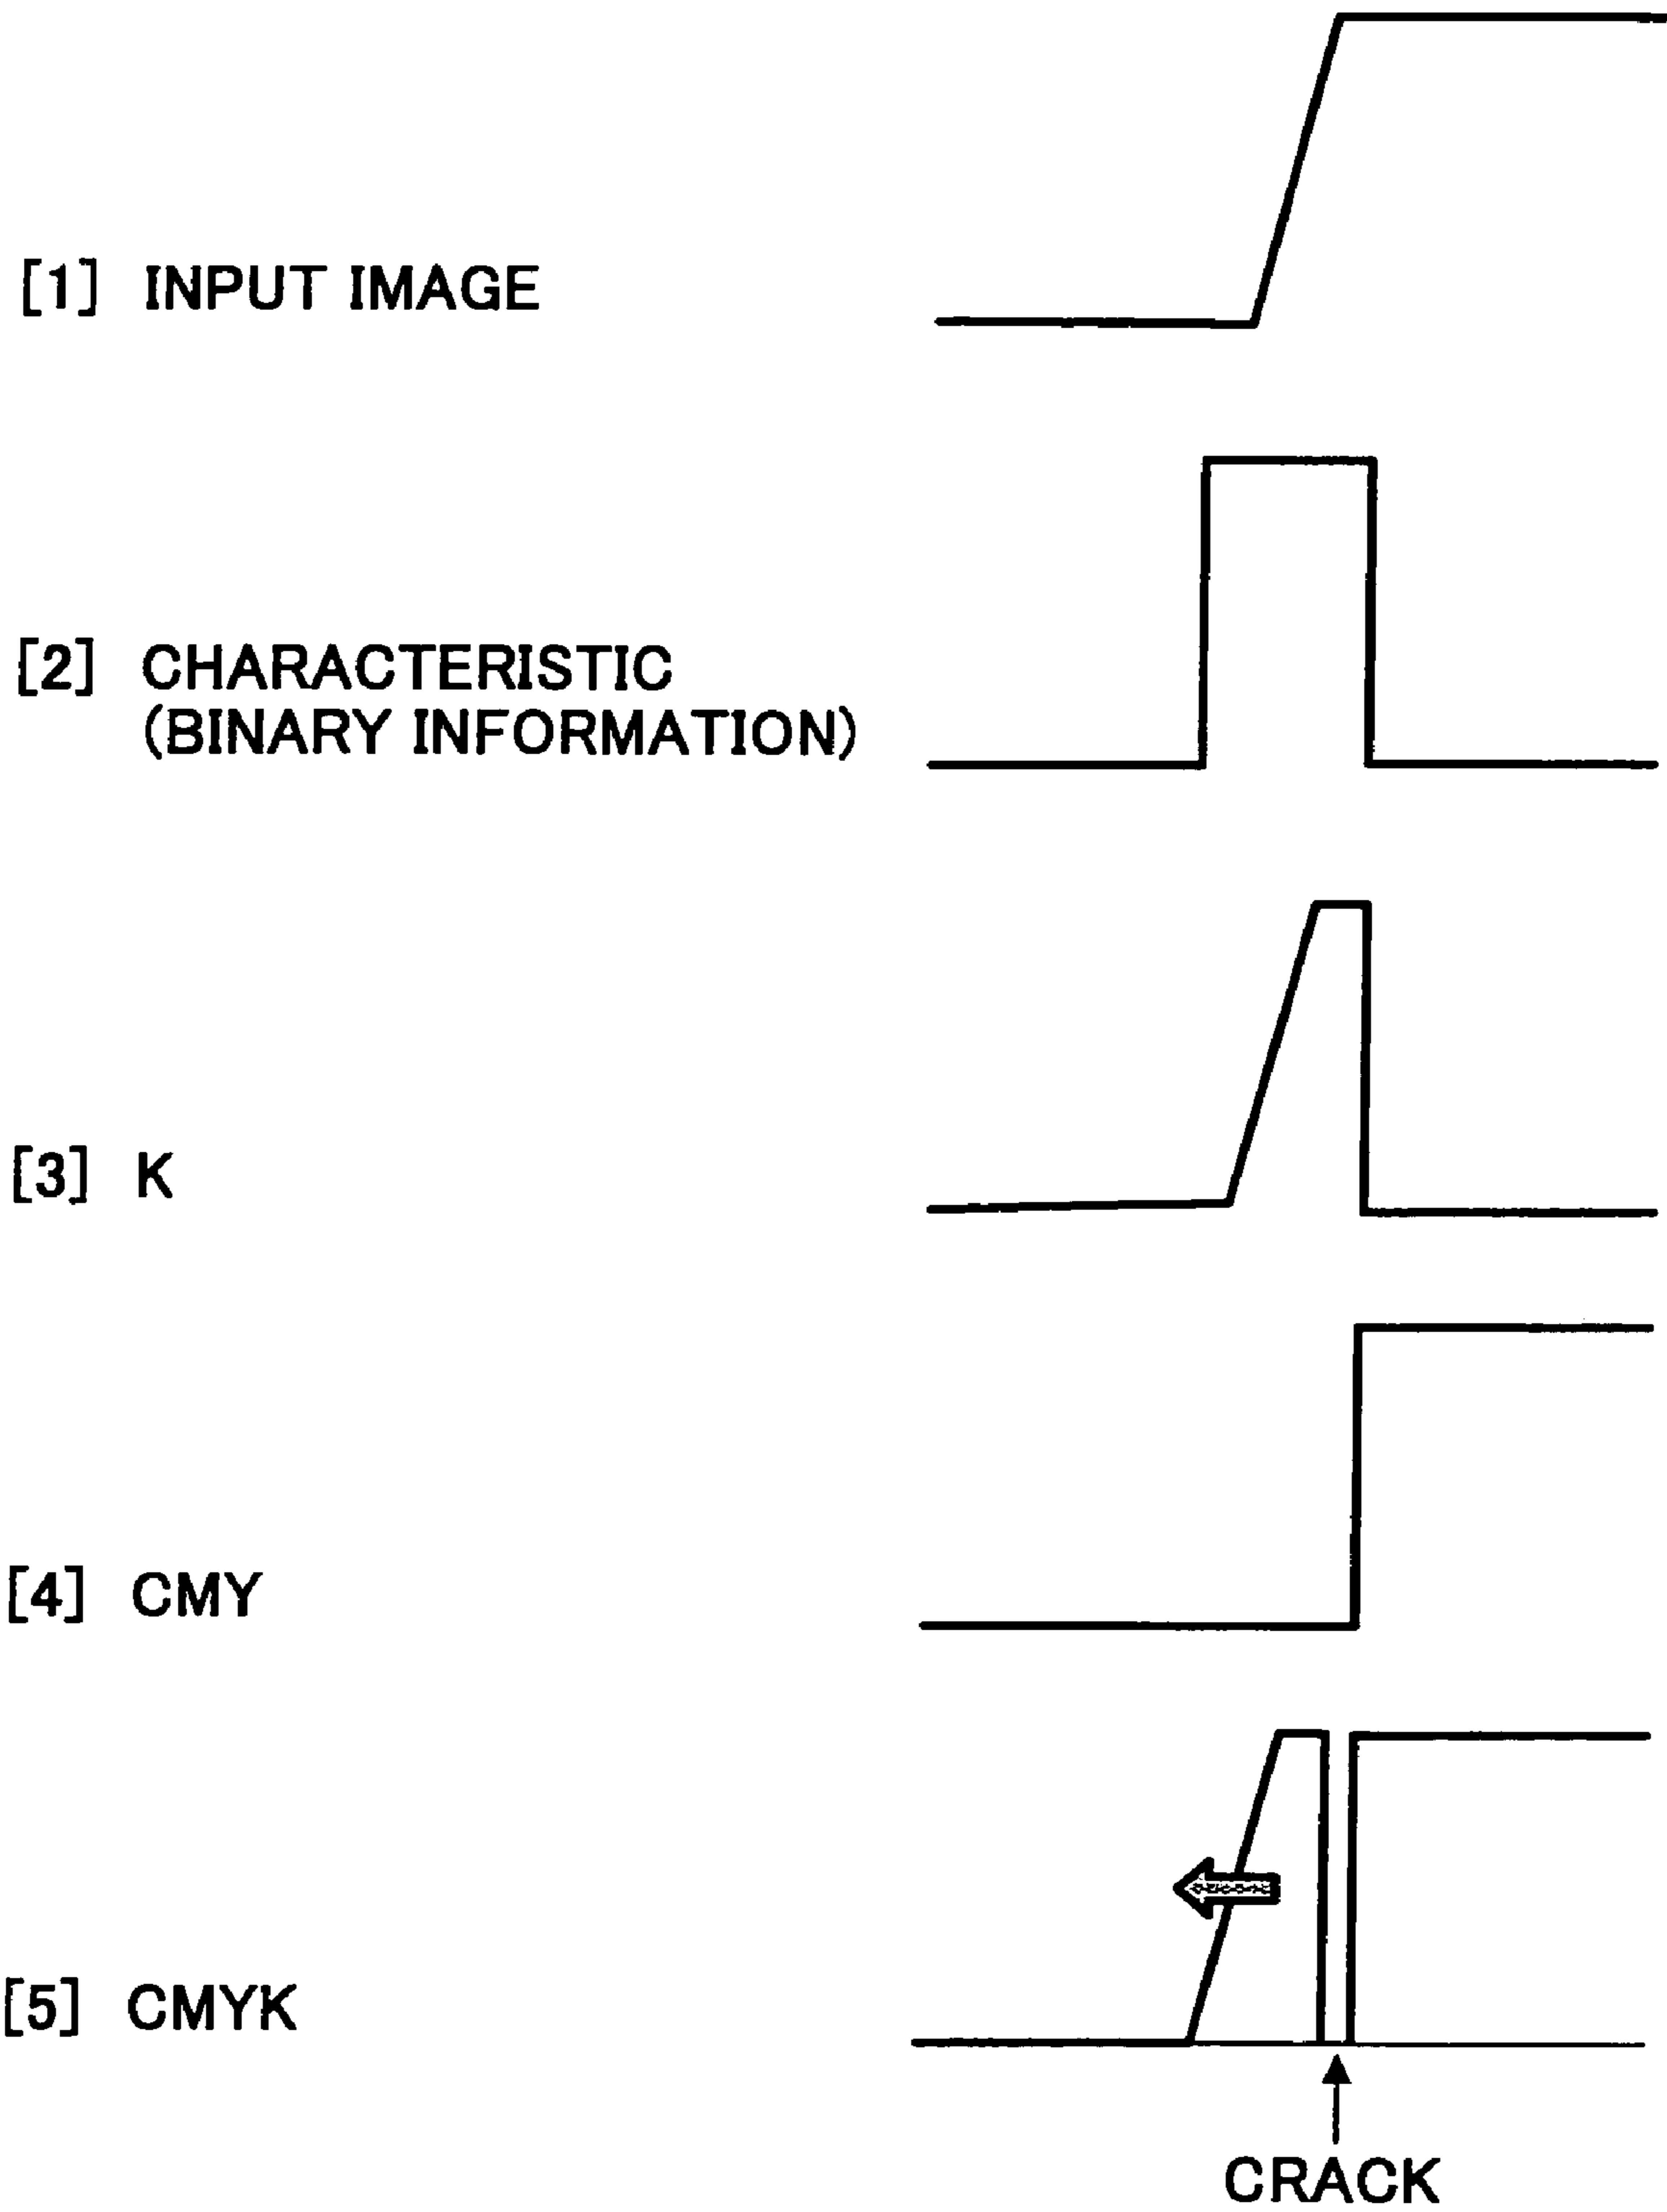 [1] INPUT IMAGE
[2] CHARACTERISTIC
(BINARY INFORMATION)
[3] K
[4] CMY
[5] CMYK
CRACK